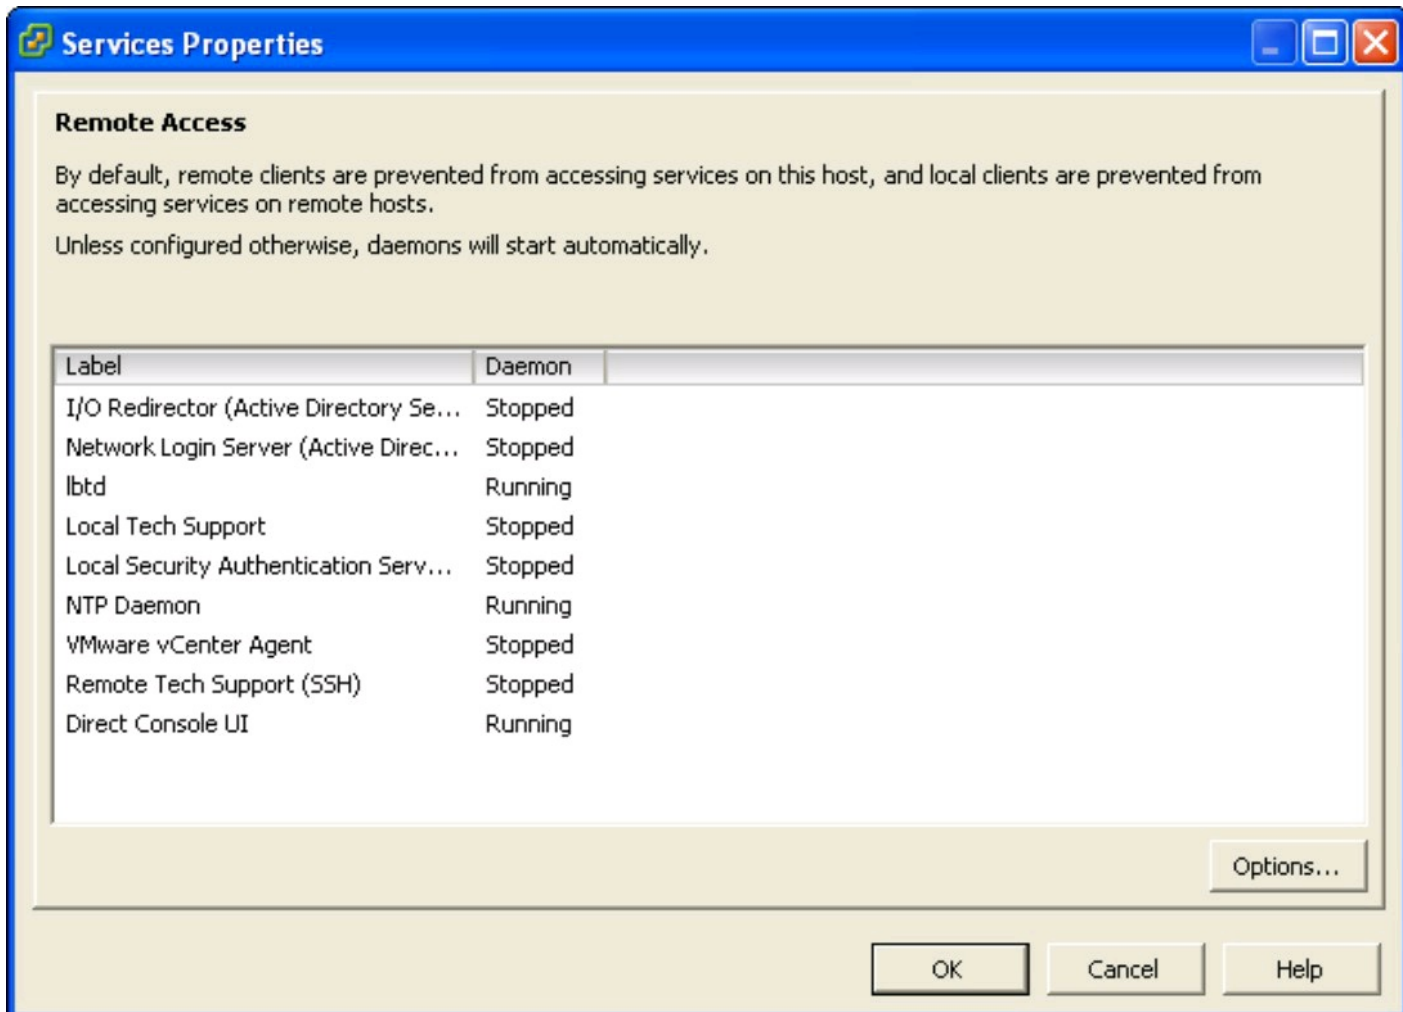 Services Properties
Remote Access
By default, remote clients are prevented from accessing services on this host, and local clients are prevented from
accessing services on remote hosts.
Unless configured otherwise, daemons will start automatically.
Label Daemon
I/O Redirector (Active Directory Se... Stopped
Network Login Server (Active Direc... Stopped
lbtd Running
Local Tech Support Stopped
Local Security Authentication Serv... Stopped
NTP Daemon Running
VMware vCenter Agent Stopped
Remote Tech Support (SSH) Stopped
Direct Console UI Running
Options...
OK Cancel Help